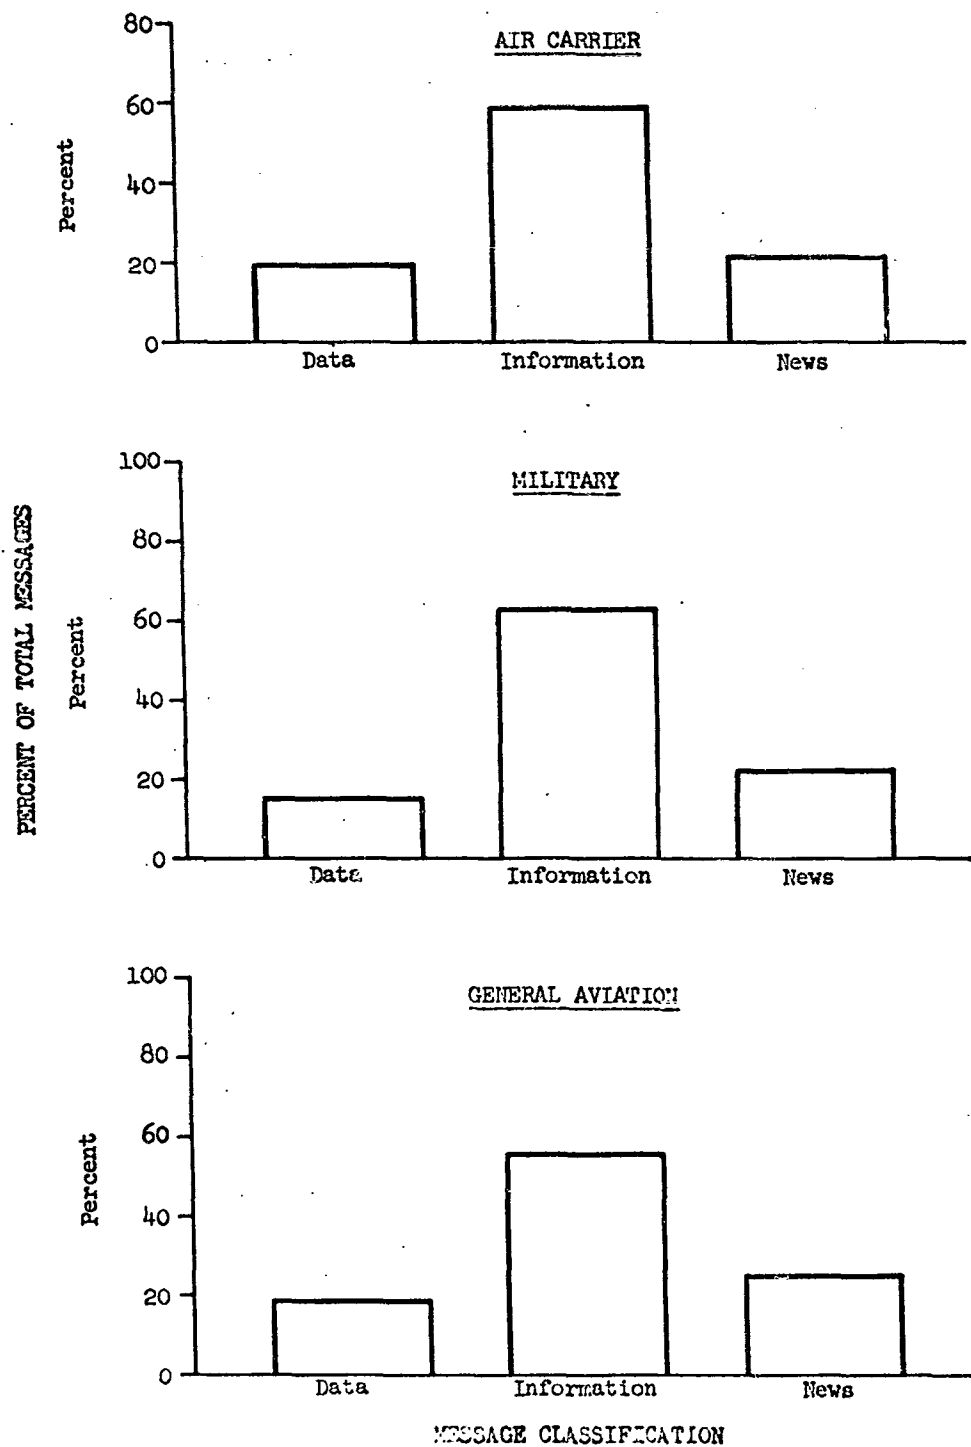 PERCENT OF TOTAL MESSAGES
AIR CARRIER
Percent
80
60
40
20
0
Data Information News
MILITARY
Percent
100
80
60
40
20
0
Data Information News
GENERAL AVIATION
Percent
100
80
60
40
20
0
Data Information News
MESSAGE CLASSIFICATION